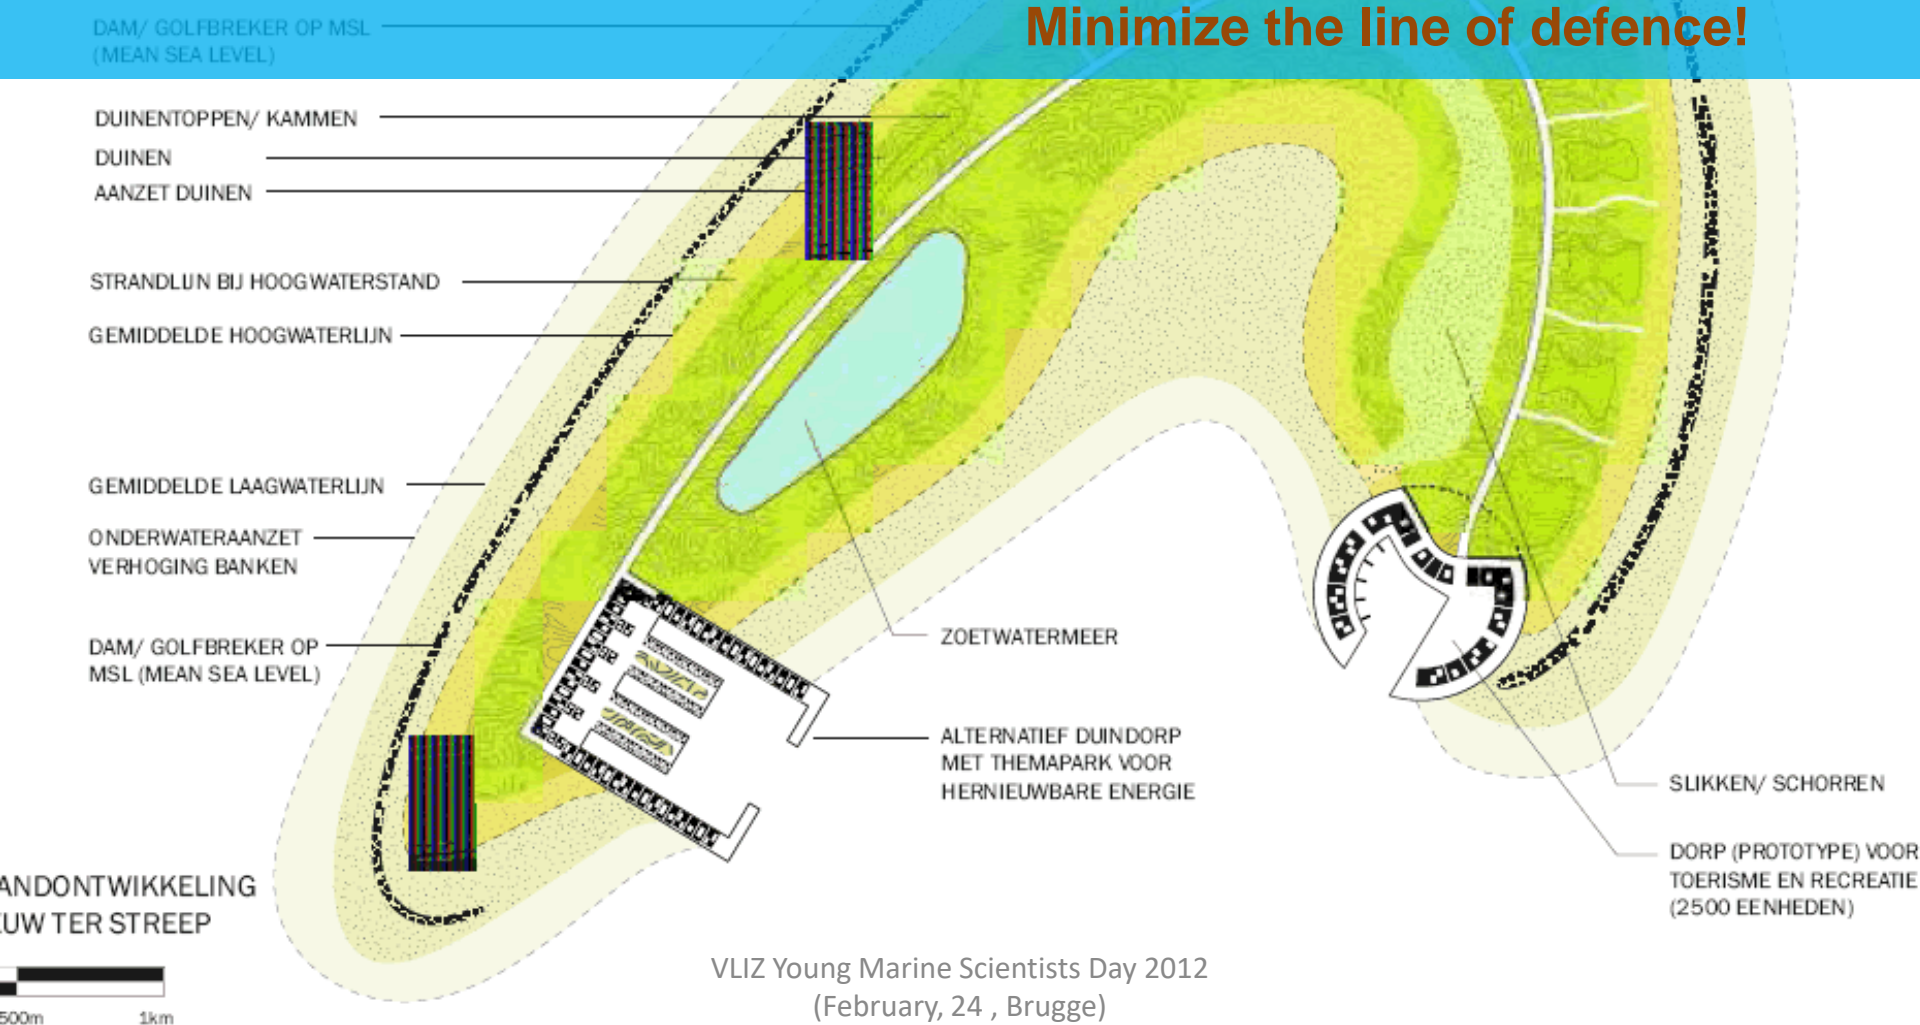 Minimize the line of defence!
DAM/ GOLFBREKER OP MSL
(MEAN SEA LEVEL)
DUINENTOPPEN/ KAMMEN
DUINEN
AANZET DUINEN
STRANDLIJN BIJ HOOGWATERSTAND
GEMIDDELDE HOOGWATERLIJN
GEMIDDELDE LAAGWATERLIJN
ONDERWATERAANZET
VERHOGING BANKEN
DAM/ GOLFBREKER OP
MSL (MEAN SEA LEVEL)
ZOETWATERMEER
ALTERNATIEF DUINDORP
MET THEMAPARK VOOR
HERNIEUWBARE ENERGIE
SLIKKEN/ SCHORREN
DORP (PROTOTYPE) VOOR
TOERISME EN RECREATIE
(2500 EENHEDEN)
ANDONTWIKKELING
UW TER STREEP
500m 1km
VLIZ Young Marine Scientists Day 2012
(February, 24 , Brugge)